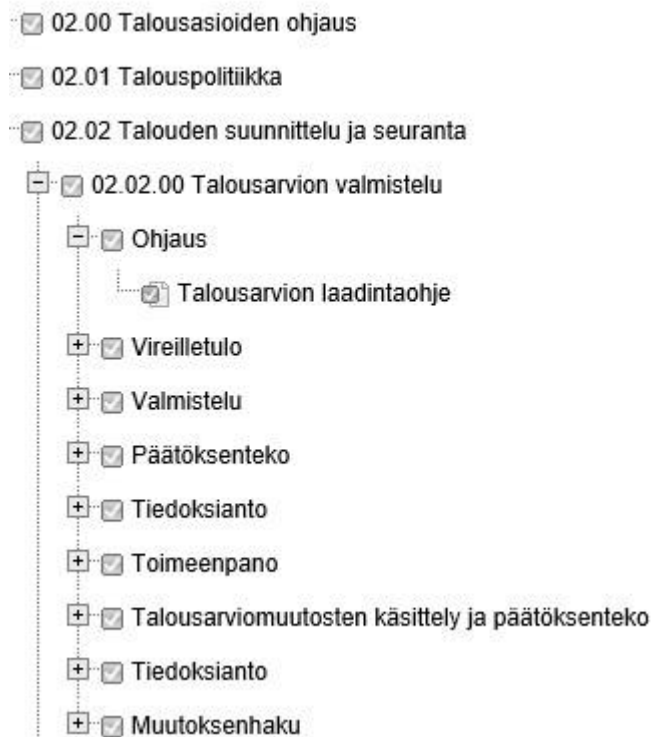 02.00 Talousasioiden ohjaus
02.01 Talouspolitiikka
02.02 Talouden suunnittelu ja seuranta
02.02.00 Talousarvion valmistelu
Ohjaus
Talousarvion laadintaohje
Vireilletulo
Valmistelu
Päätöksenteko
Tiedoksianto
Toimeenpano
Talousarviomuutosten käsittely ja päätöksenteko
Tiedoksianto
Muutoksenhaku